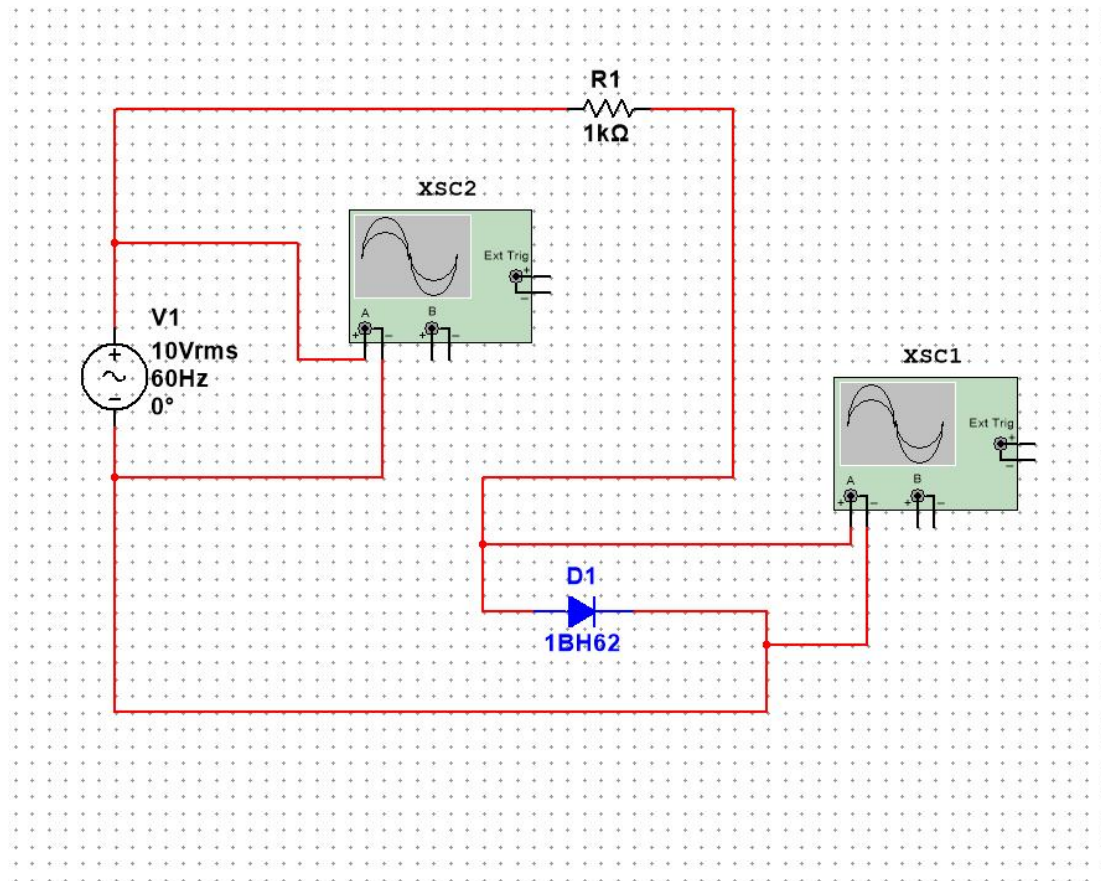 R1
1kΩ
XSC2
Ext Trig
+
−
A
B
+
−
+
−
V1
+
10Vrms
60Hz
−
0°
XSC1
Ext Trig
+
−
A
B
+
−
+
−
D1
1BH62